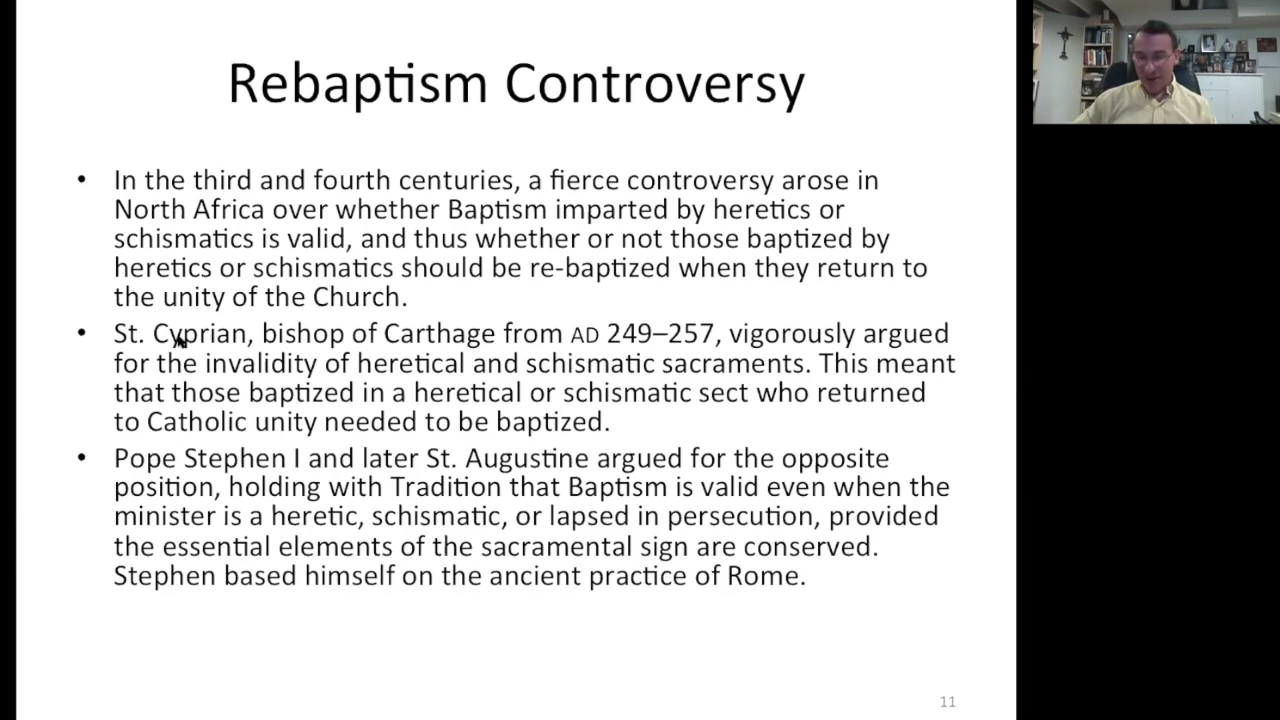 Rebaptism Controversy
• In the third and fourth centuries, a fierce controversy arose in
North Africa over whether Baptism imparted by heretics or
schismatics is valid, and thus whether or not those baptized by
heretics or schismatics should be re-baptized when they return to
the unity of the Church.
• St. Cyprian, bishop of Carthage from AD 249–257, vigorously argued
for the invalidity of heretical and schismatic sacraments. This meant
that those baptized in a heretical or schismatic sect who returned
to Catholic unity needed to be baptized.
• Pope Stephen I and later St. Augustine argued for the opposite
position, holding with Tradition that Baptism is valid even when the
minister is a heretic, schismatic, or lapsed in persecution, provided
the essential elements of the sacramental sign are conserved.
Stephen based himself on the ancient practice of Rome.
11